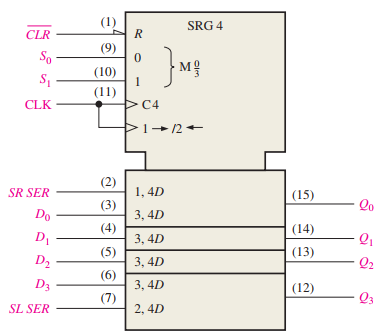 SRG 4
CLR (1) R
S0 (9) 0
M 0/3
S1 (10) 1
CLK (11) C4
1 → /2 ←
SR SER (2) 1, 4D (15) Q0
D0 (3) 3, 4D
D1 (4) 3, 4D (14) Q1
D2 (5) 3, 4D (13) Q2
D3 (6) 3, 4D (12) Q3
SL SER (7) 2, 4D